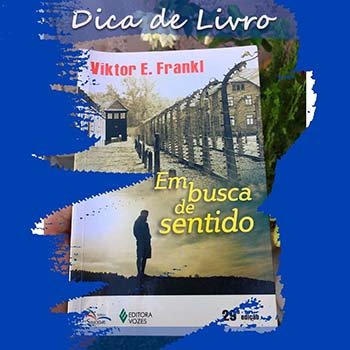 Dica de Livro
Viktor E. Frankl
Em
busca
de
sentido
29ª
edição
EDITORA
VOZES